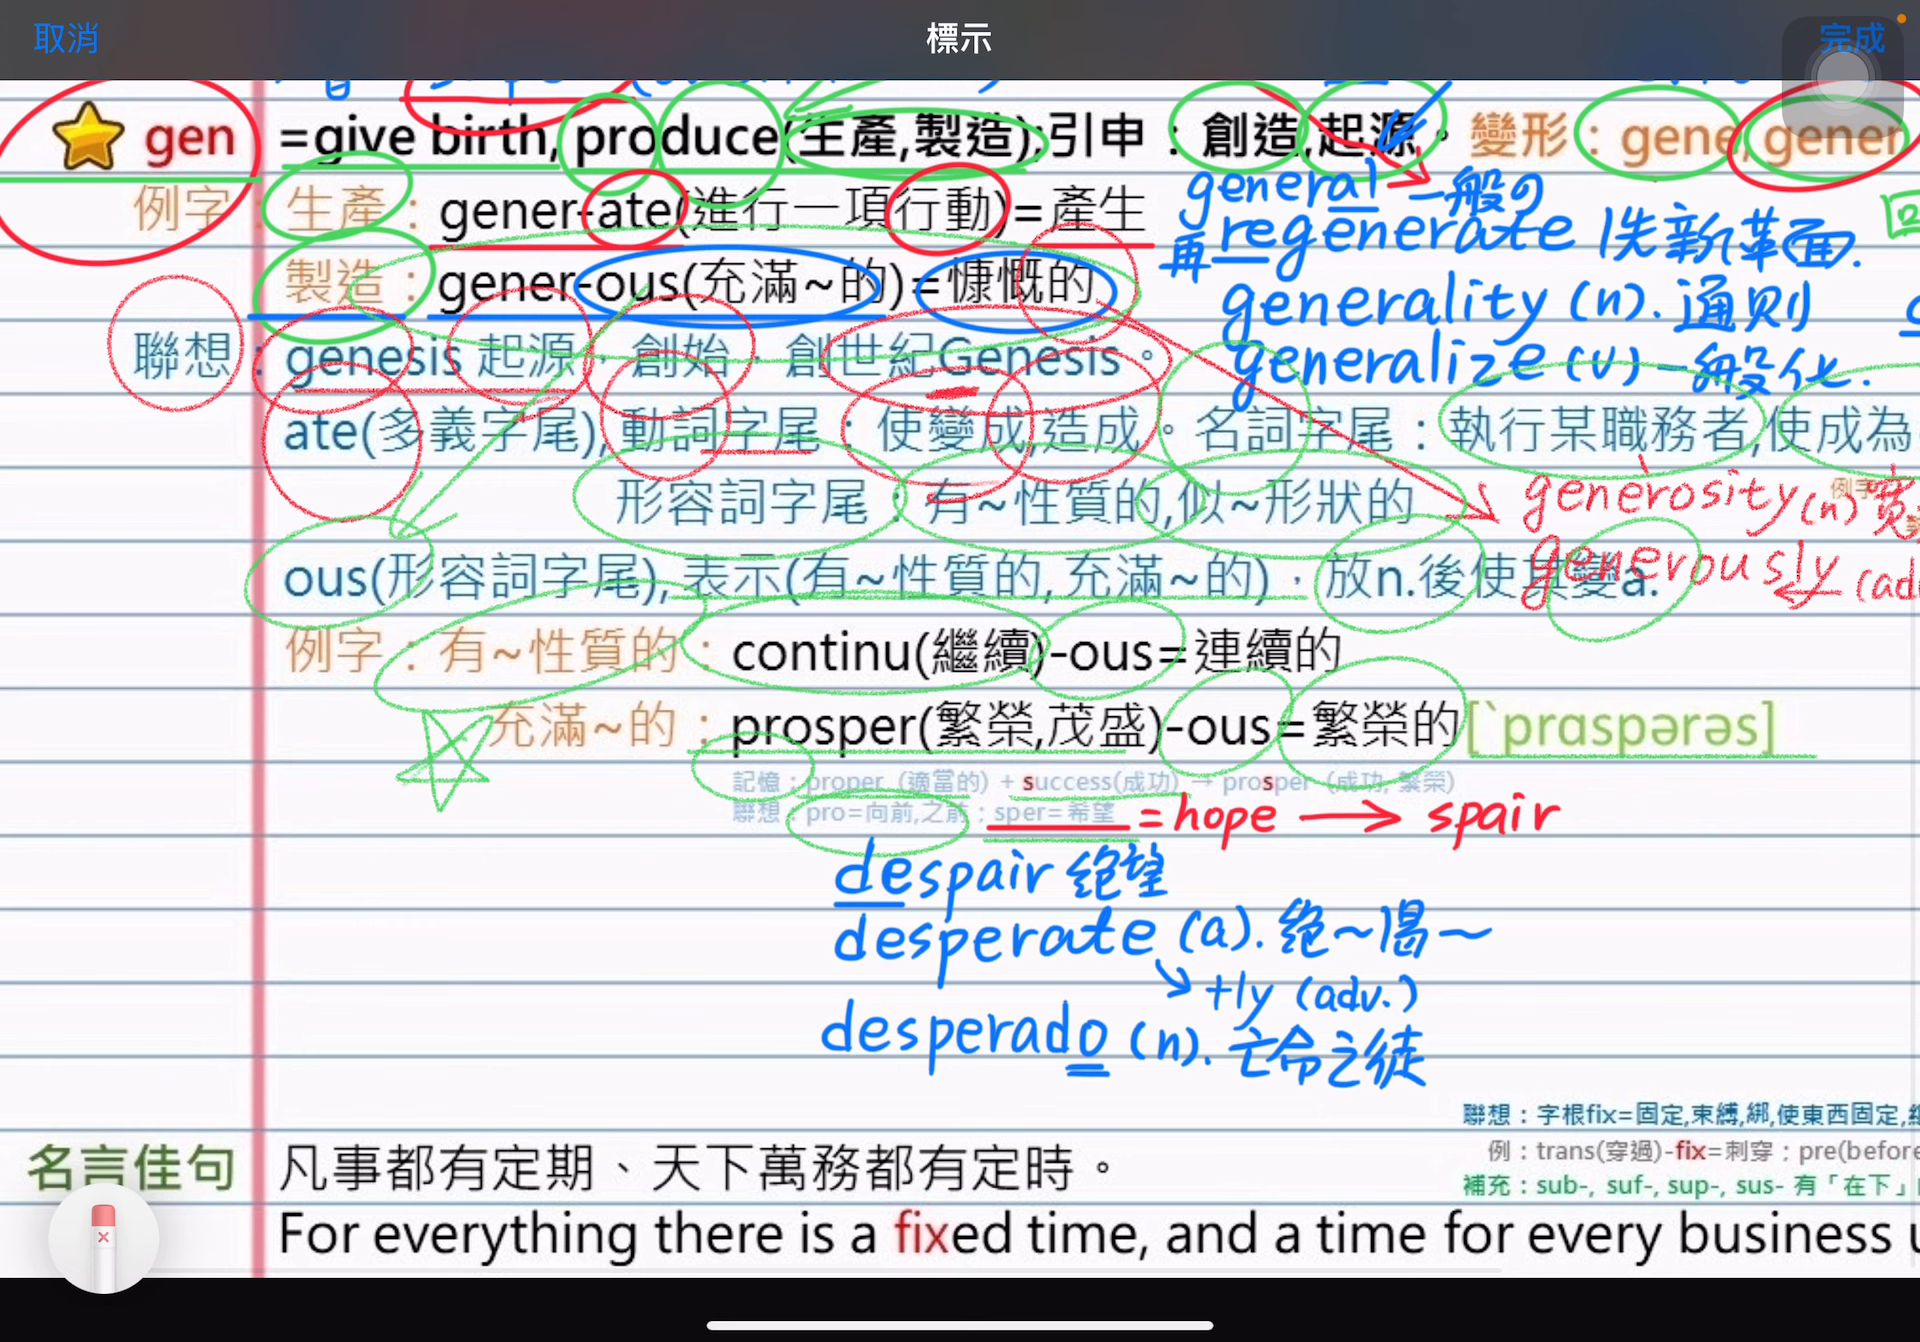 取消 標示 完成
gen =give birth, produce(生產,製造);引申：創造,起源。 變形：gene, gener
general 一般の
例字：生產：gener-ate(進行一項行動)=產生
再 regenerate 洗新革面.
製造：gener-ous(充滿~的)=慷慨的
generality (n). 通则
聯想：genesis 起源，創始，創世紀Genesis。
generalize (v) 一般化.
ate(多義字尾),動詞字尾：使變成,造成。名詞字尾：執行某職務者,使成為
形容詞字尾：有~性質的,似~形狀的
generosity (n) 寬
ous(形容詞字尾),表示(有~性質的,充滿~的)，放n.後使其變a.
generously (ad
例字：有~性質的：continu(繼續)-ous=連續的
充滿~的：prosper(繁榮,茂盛)-ous=繁榮的[ˋprɑspərəs]
記憶：proper (適當的) + success(成功) → prosper (成功, 繁榮)
聯想：pro=向前,之前；sper=希望 =hope → spair
despair 絕望
desperate (a). 絕~渴~
+ly (adv.)
desperado (n). 亡命之徒
聯想：字根fix=固定,束縛,綁,使東西固定,
例：trans(穿過)-fix=刺穿；pre(before
補充：sub-, suf-, sup-, sus- 有「在下」
名言佳句 凡事都有定期、天下萬務都有定時。
For everything there is a fixed time, and a time for every business